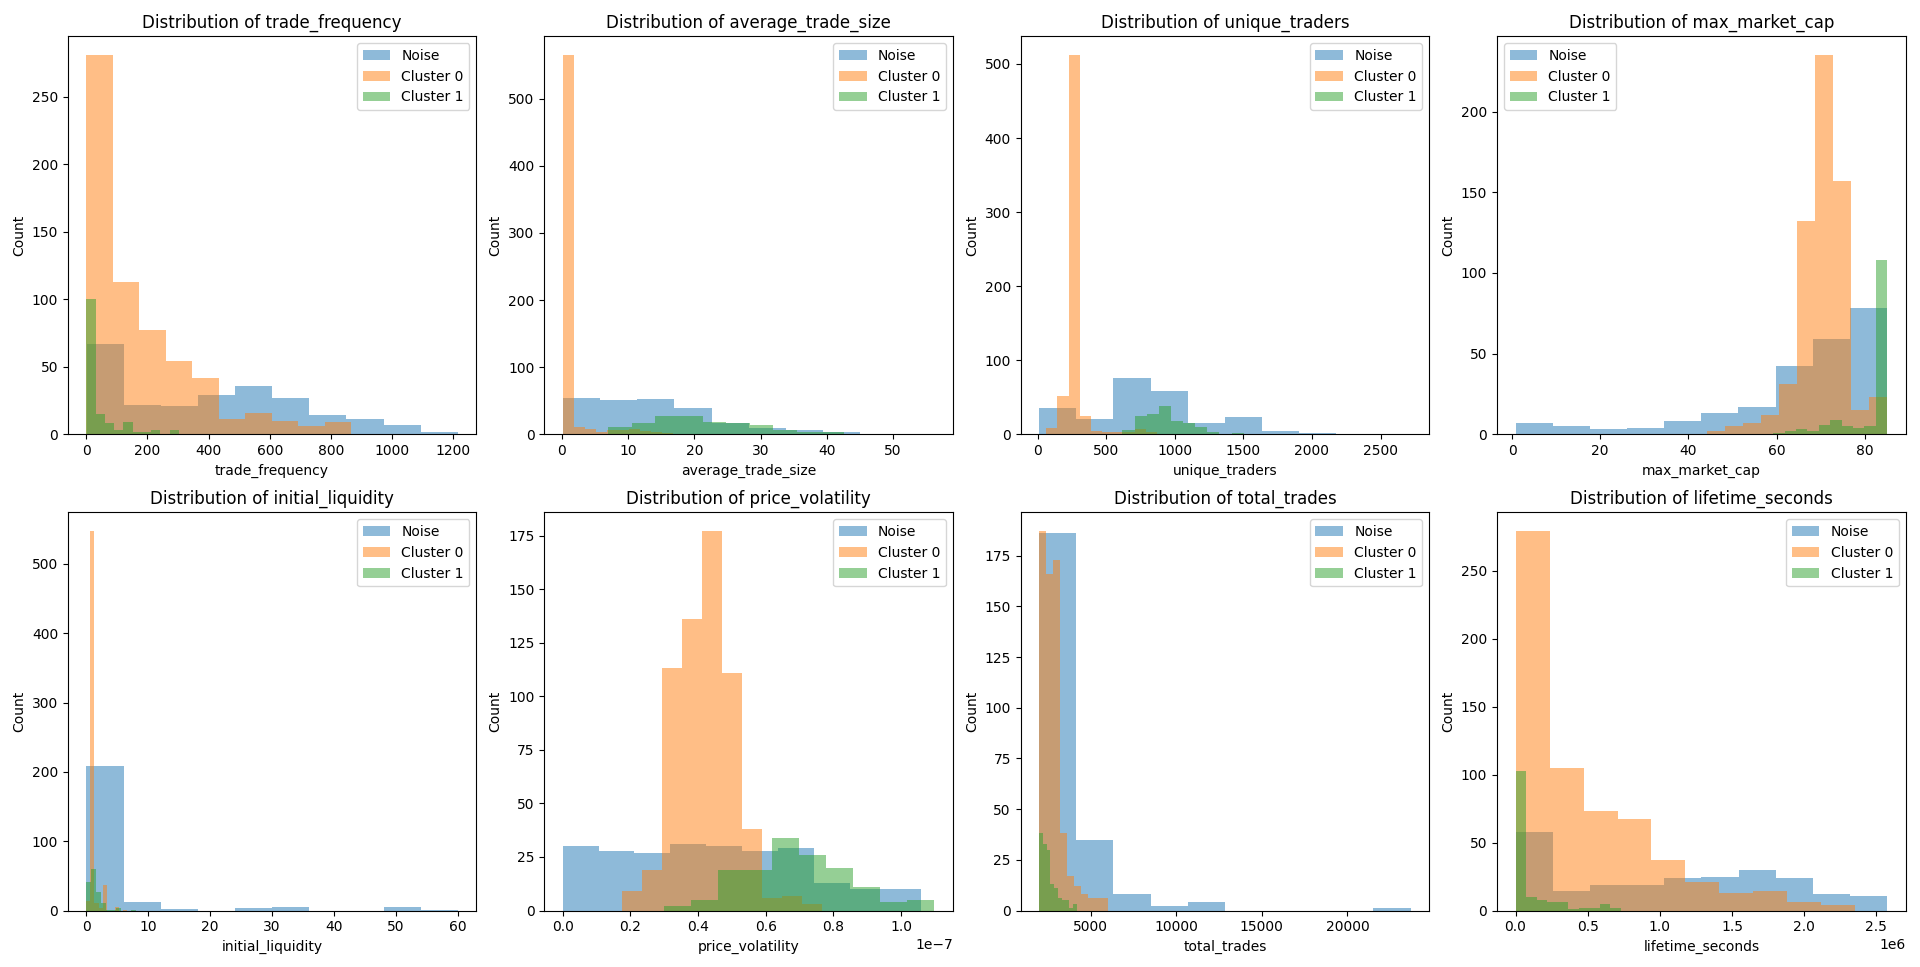 Distribution of trade_frequency
Noise
Cluster 0
Cluster 1
Count
250
200
150
100
50
0
0 200 400 600 800 1000 1200
trade_frequency
Distribution of average_trade_size
Noise
Cluster 0
Cluster 1
Count
500
400
300
200
100
0
0 10 20 30 40 50
average_trade_size
Distribution of unique_traders
Noise
Cluster 0
Cluster 1
Count
500
400
300
200
100
0
0 500 1000 1500 2000 2500
unique_traders
Distribution of max_market_cap
Noise
Cluster 0
Cluster 1
Count
200
150
100
50
0
0 20 40 60 80
max_market_cap
Distribution of initial_liquidity
Noise
Cluster 0
Cluster 1
Count
500
400
300
200
100
0
0 10 20 30 40 50 60
initial_liquidity
Distribution of price_volatility
Noise
Cluster 0
Cluster 1
Count
175
150
125
100
75
50
25
0
0.0 0.2 0.4 0.6 0.8 1.0
1e−7
price_volatility
Distribution of total_trades
Noise
Cluster 0
Cluster 1
Count
175
150
125
100
75
50
25
0
5000 10000 15000 20000
total_trades
Distribution of lifetime_seconds
Noise
Cluster 0
Cluster 1
Count
250
200
150
100
50
0
0.0 0.5 1.0 1.5 2.0 2.5
1e6
lifetime_seconds